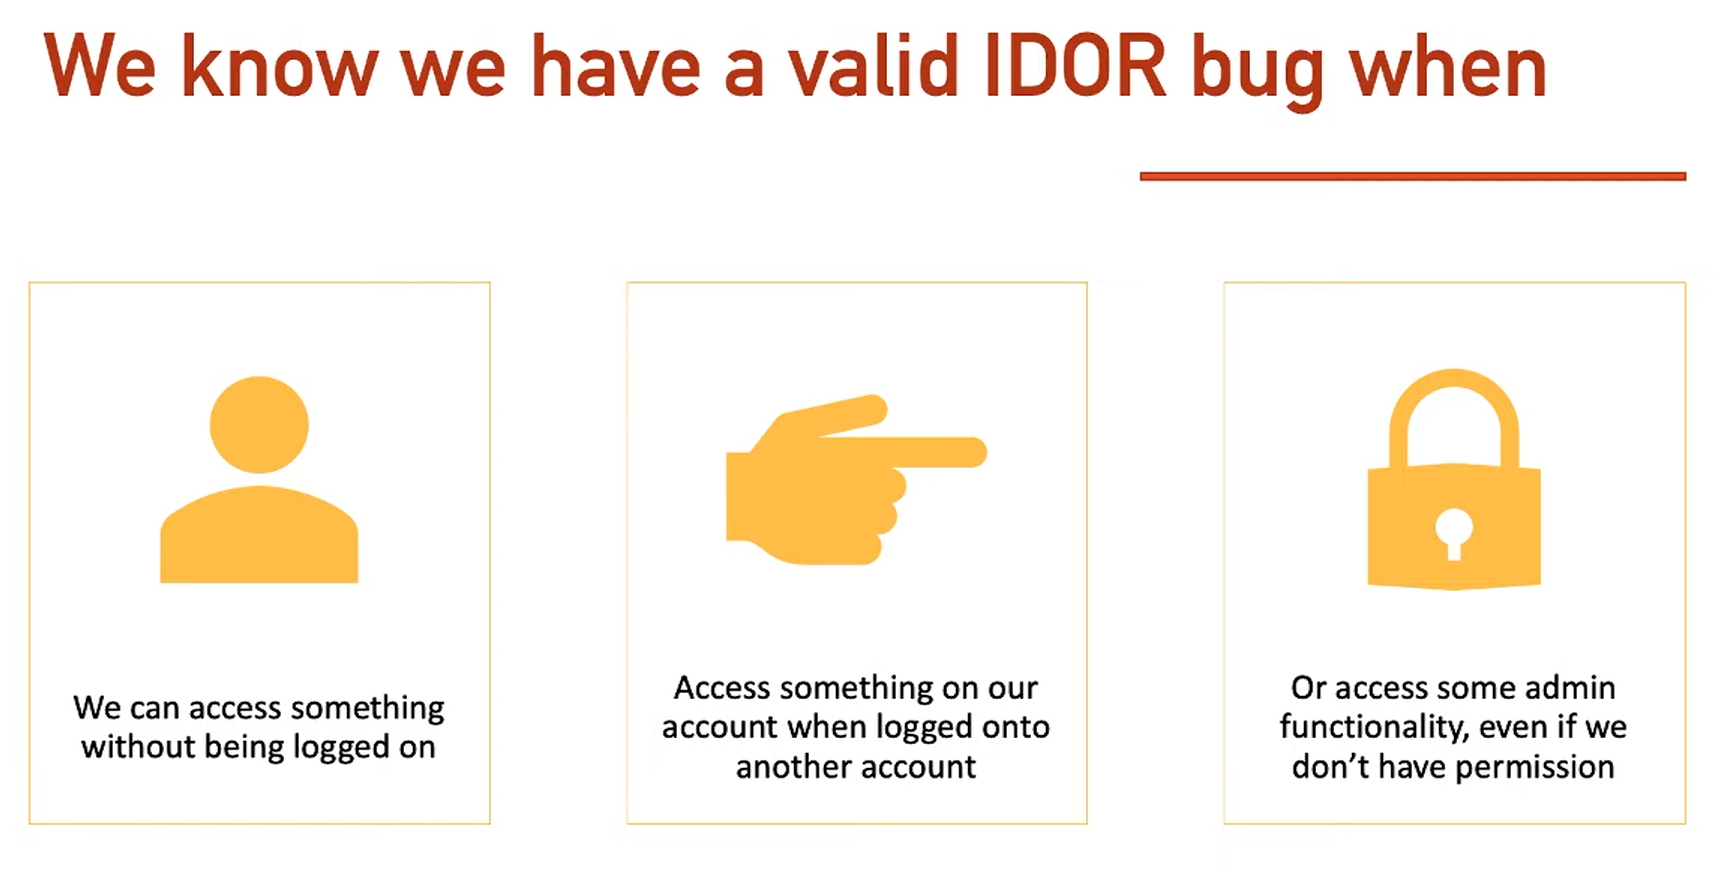 We know we have a valid IDOR bug when
We can access something
without being logged on
Access something on our
account when logged onto
another account
Or access some admin
functionality, even if we
don’t have permission